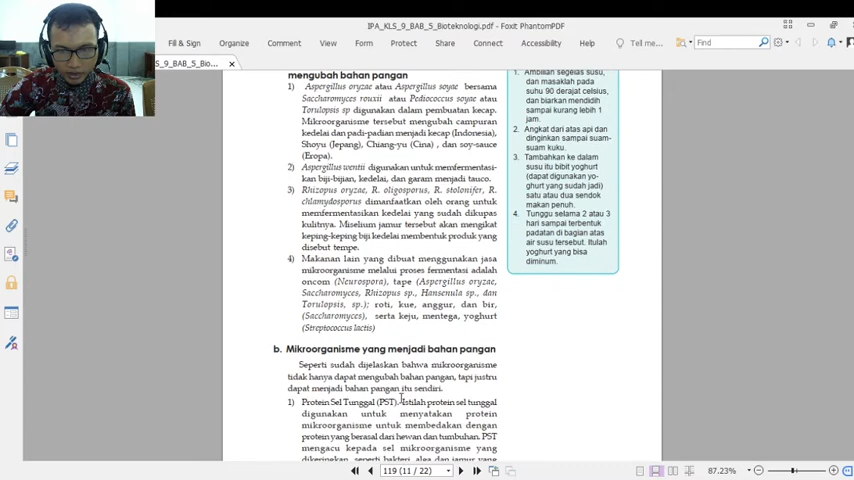 IPA_KLS_9_BAB_5_Bioteknologi.pdf - Foxit PhantomPDF
Fill & Sign Organize Comment View Form Protect Share Connect Accessibility Help Tell me... Find
S_9_BAB_5_Bio... ×
mengubah bahan pangan
1) Aspergillus oryzae atau Aspergillus soyae bersama
Saccharomyces rouxii atau Pediococcus soyae atau
Torulopsis sp digunakan dalam pembuatan kecap.
Mikroorganisme tersebut mengubah campuran
kedelai dan padi-padian menjadi kecap (Indonesia),
Shoyu (Jepang), Chiang-yu (Cina) , dan soy-sauce
(Eropa).
2) Aspergillus wentii digunakan untuk memfermentasi-
kan biji-bijian, kedelai, dan garam menjadi tauco.
3) Rhizopus oryzae, R. oligosporus, R. stolonifer, R.
chlamydosporus dimanfaatkan oleh orang untuk
memfermentasikan kedelai yang sudah dikupas
kulitnya. Miselium jamur tersebut akan mengikat
keping-keping biji kedelai membentuk produk yang
disebut tempe.
4) Makanan lain yang dibuat menggunakan jasa
mikroorganisme melalui proses fermentasi adalah
oncom (Neurospora), tape (Aspergillus oryzae,
Saccharomyces, Rhizopus sp., Hansenula sp., dan
Torulopsis, sp.); roti, kue, anggur, dan bir,
(Saccharomyces), serta keju, mentega, yoghurt
(Streptococcus lactis)
b. Mikroorganisme yang menjadi bahan pangan
Seperti sudah dijelaskan bahwa mikroorganisme
tidak hanya dapat mengubah bahan pangan, tapi justru
dapat menjadi bahan pangan itu sendiri.
1) Protein Sel Tunggal (PST). Istilah protein sel tunggal
digunakan untuk menyatakan protein
mikroorganisme untuk membedakan dengan
protein yang berasal dari hewan dan tumbuhan. PST
mengacu kepada sel mikroorganisme yang
dikeringkan, seperti bakteri, alga dan jamur yang
1. Ambillah segelas susu,
dan masaklah pada
suhu 90 derajat celsius,
dan biarkan mendidih
sampai kurang lebih 1
jam.
2. Angkat dari atas api dan
dinginkan sampai suam-
suam kuku.
3. Tambahkan ke dalam
susu itu bibit yoghurt
(dapat digunakan yo-
ghurt yang sudah jadi)
satu atau dua sendok
makan penuh.
4. Tunggu selama 2 atau 3
hari sampai terbentuk
padatan di bagian atas
air susu tersebut. Itulah
yoghurt yang bisa
diminum.
119 (11 / 22)
87.23%